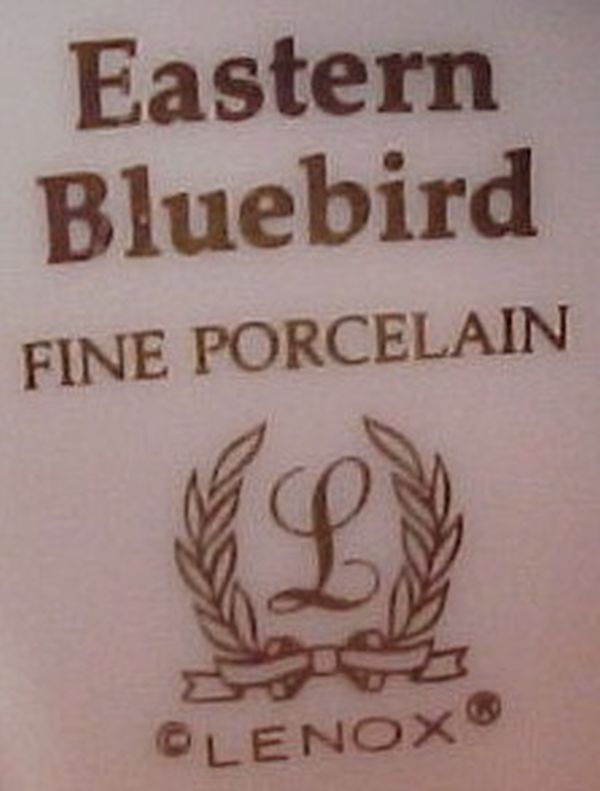 Eastern
Bluebird
FINE PORCELAIN
L
©LENOX®